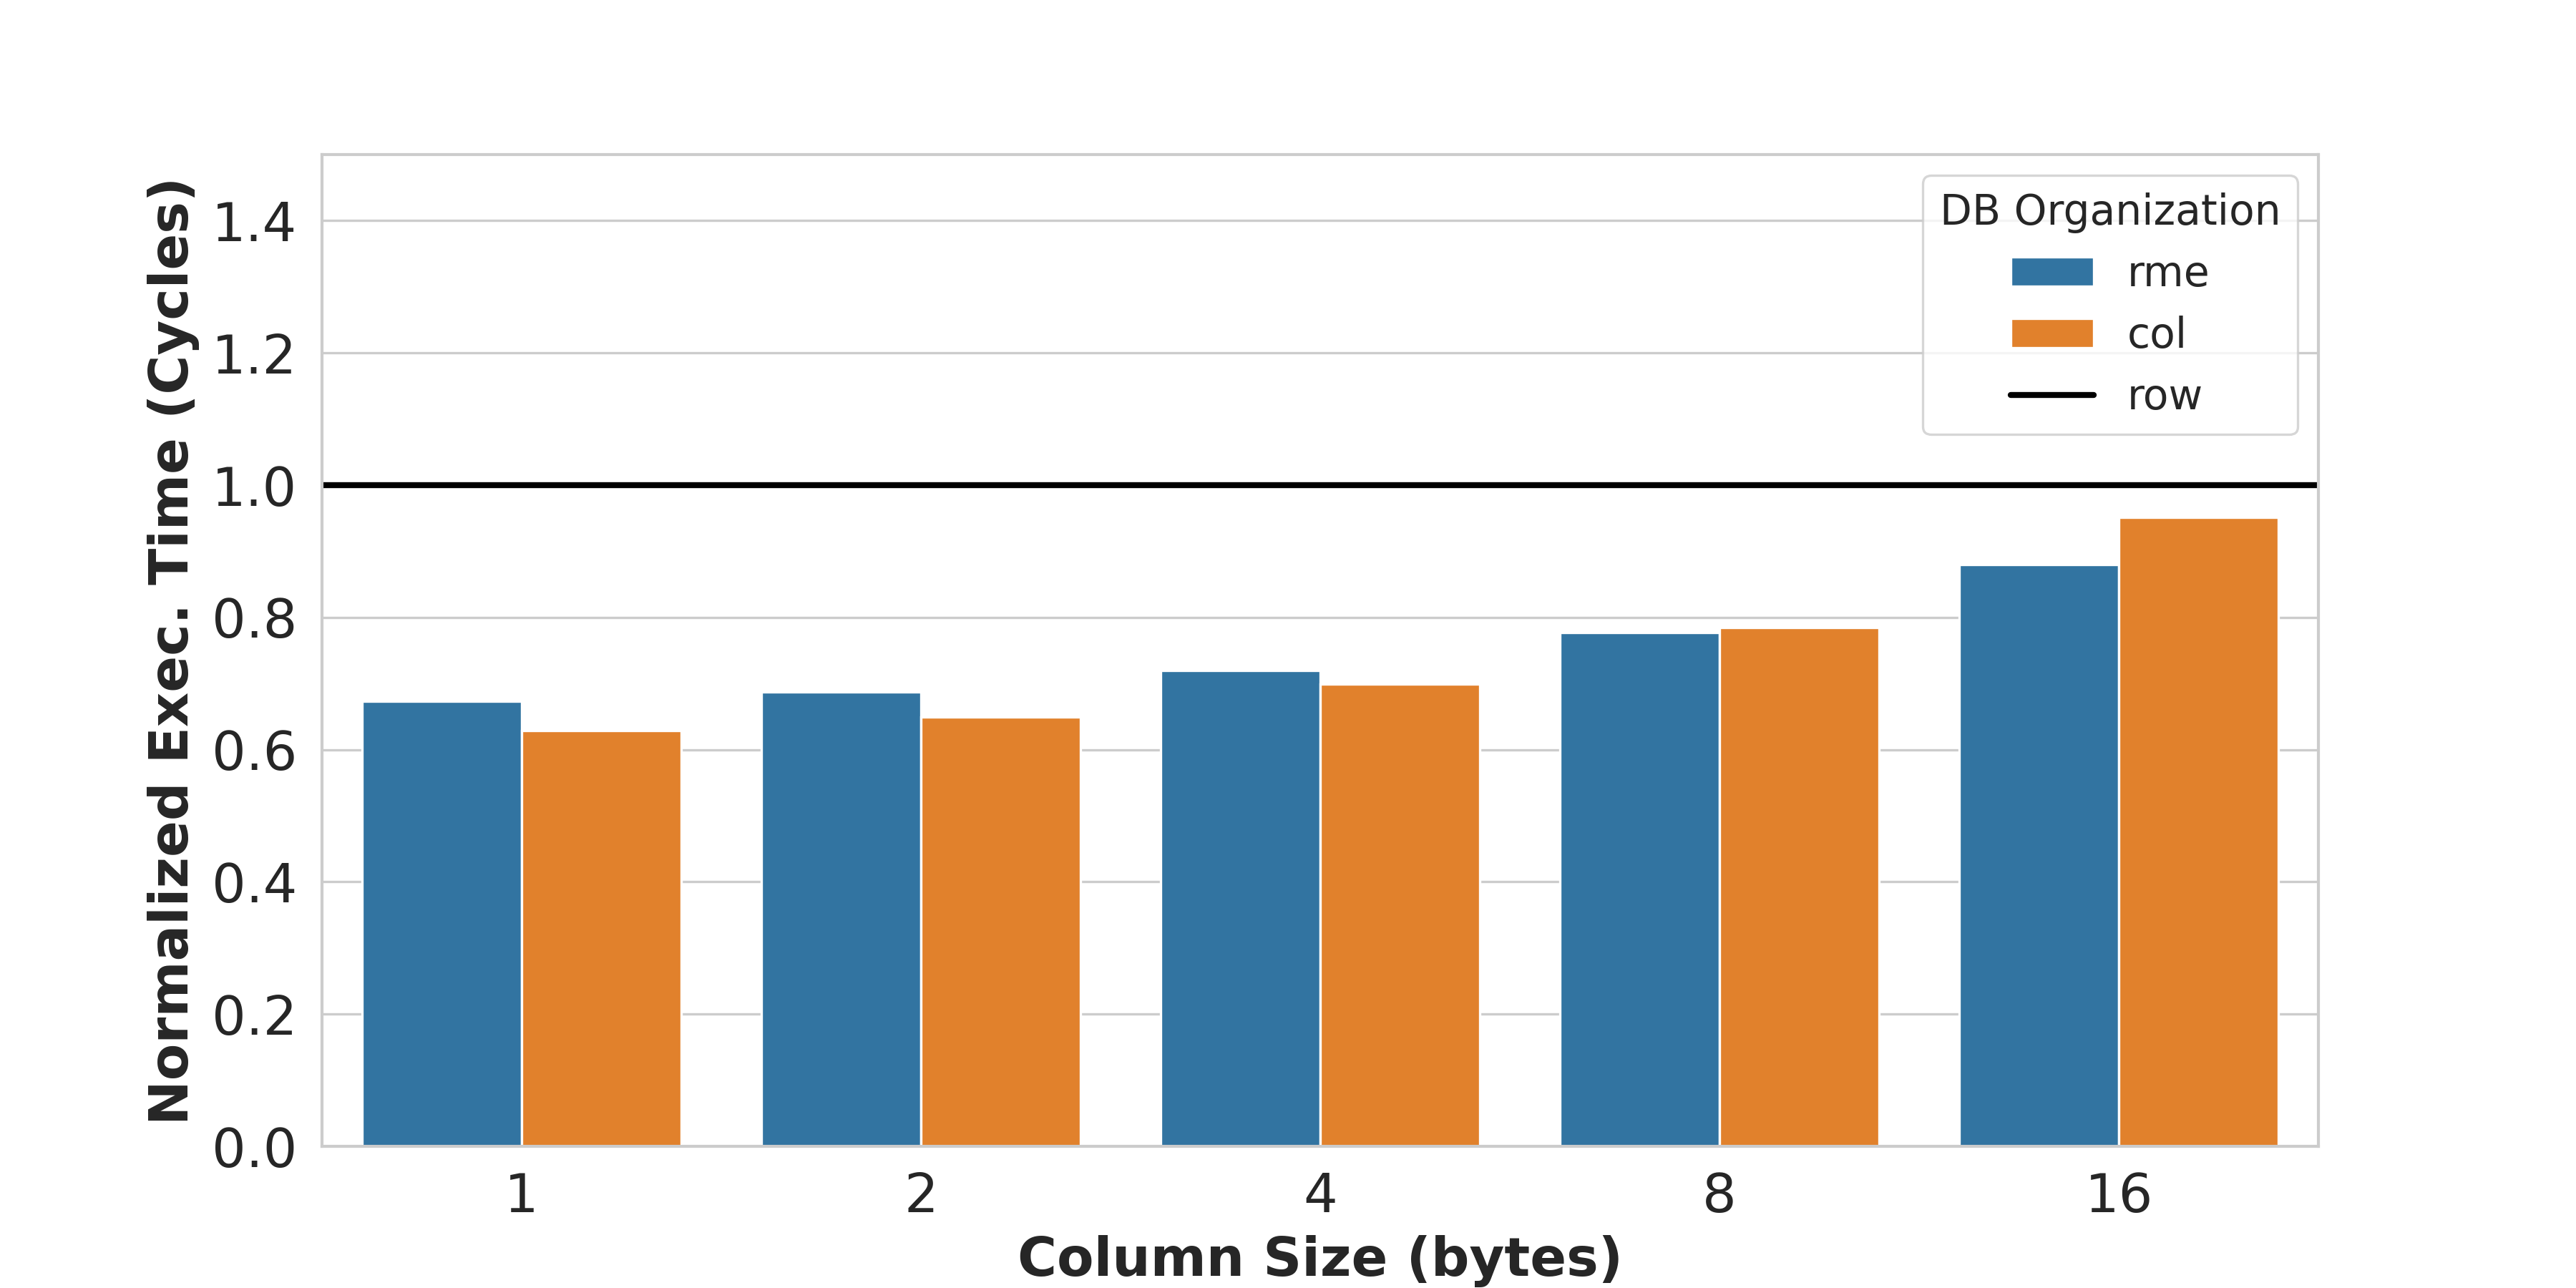 Normalized Exec. Time (Cycles)
1.4
1.2
1.0
0.8
0.6
0.4
0.2
0.0
DB Organization
rme
col
row
1 2 4 8 16
Column Size (bytes)